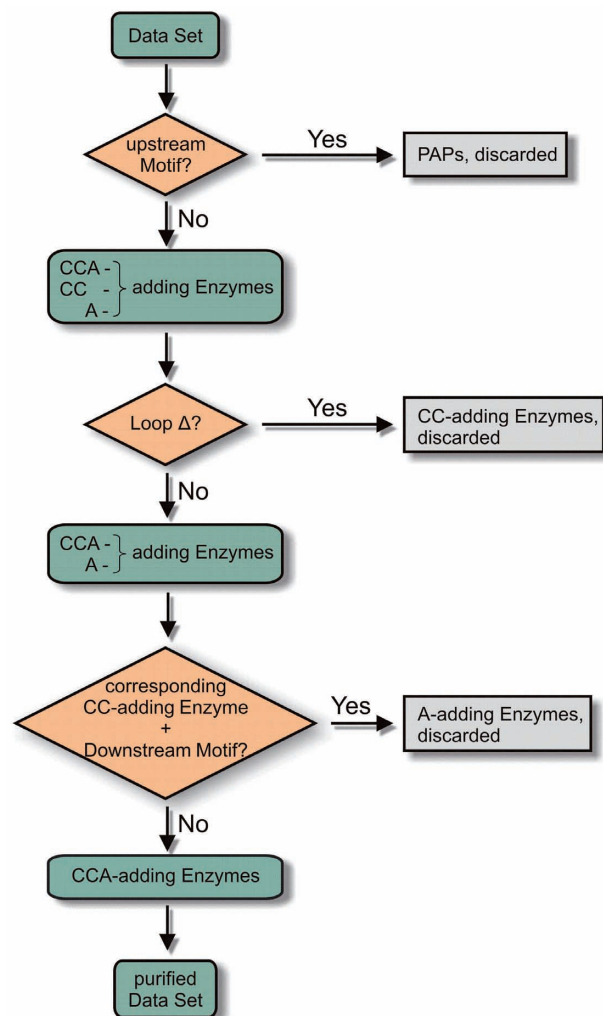 Data Set
upstream
Motif?
Yes
PAPs, discarded
No
CCA -
CC -
A -
adding Enzymes
Loop Δ?
Yes
CC-adding Enzymes,
discarded
No
CCA -
A -
adding Enzymes
corresponding
CC-adding Enzyme
+
Downstream Motif?
Yes
A-adding Enzymes,
discarded
No
CCA-adding Enzymes
purified
Data Set